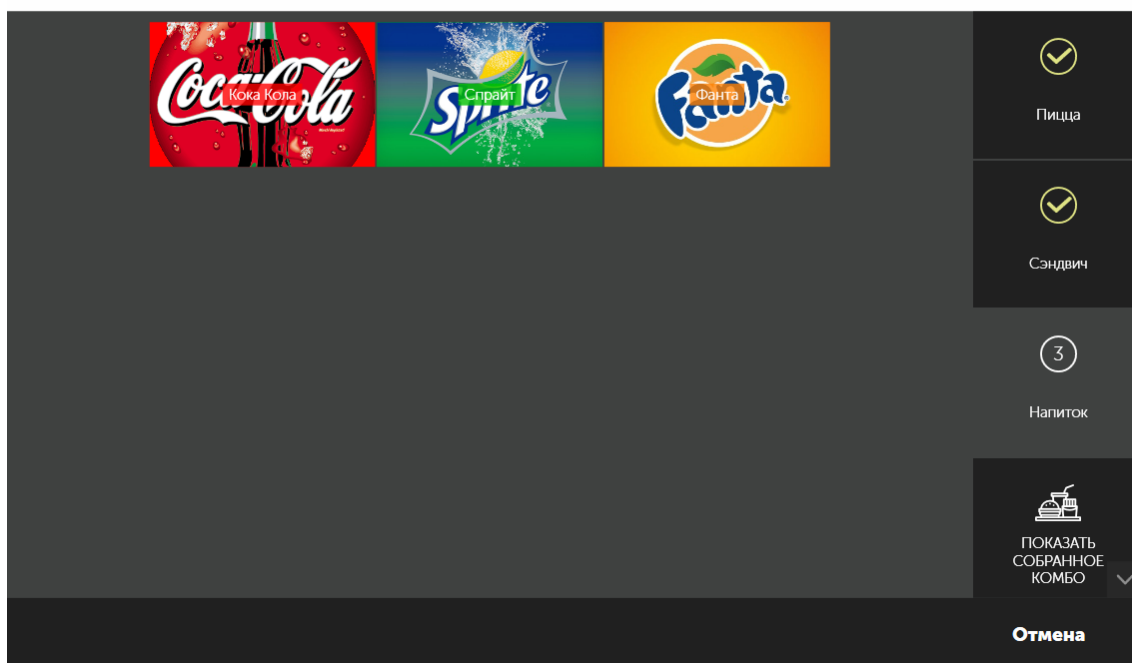 Coca-Cola
Кока Кола
Sprite
Спрайт
Fanta
Фанта
Пицца
Сэндвич
3
Напиток
ПОКАЗАТЬ
СОБРАННОЕ
КОМБО
Отмена